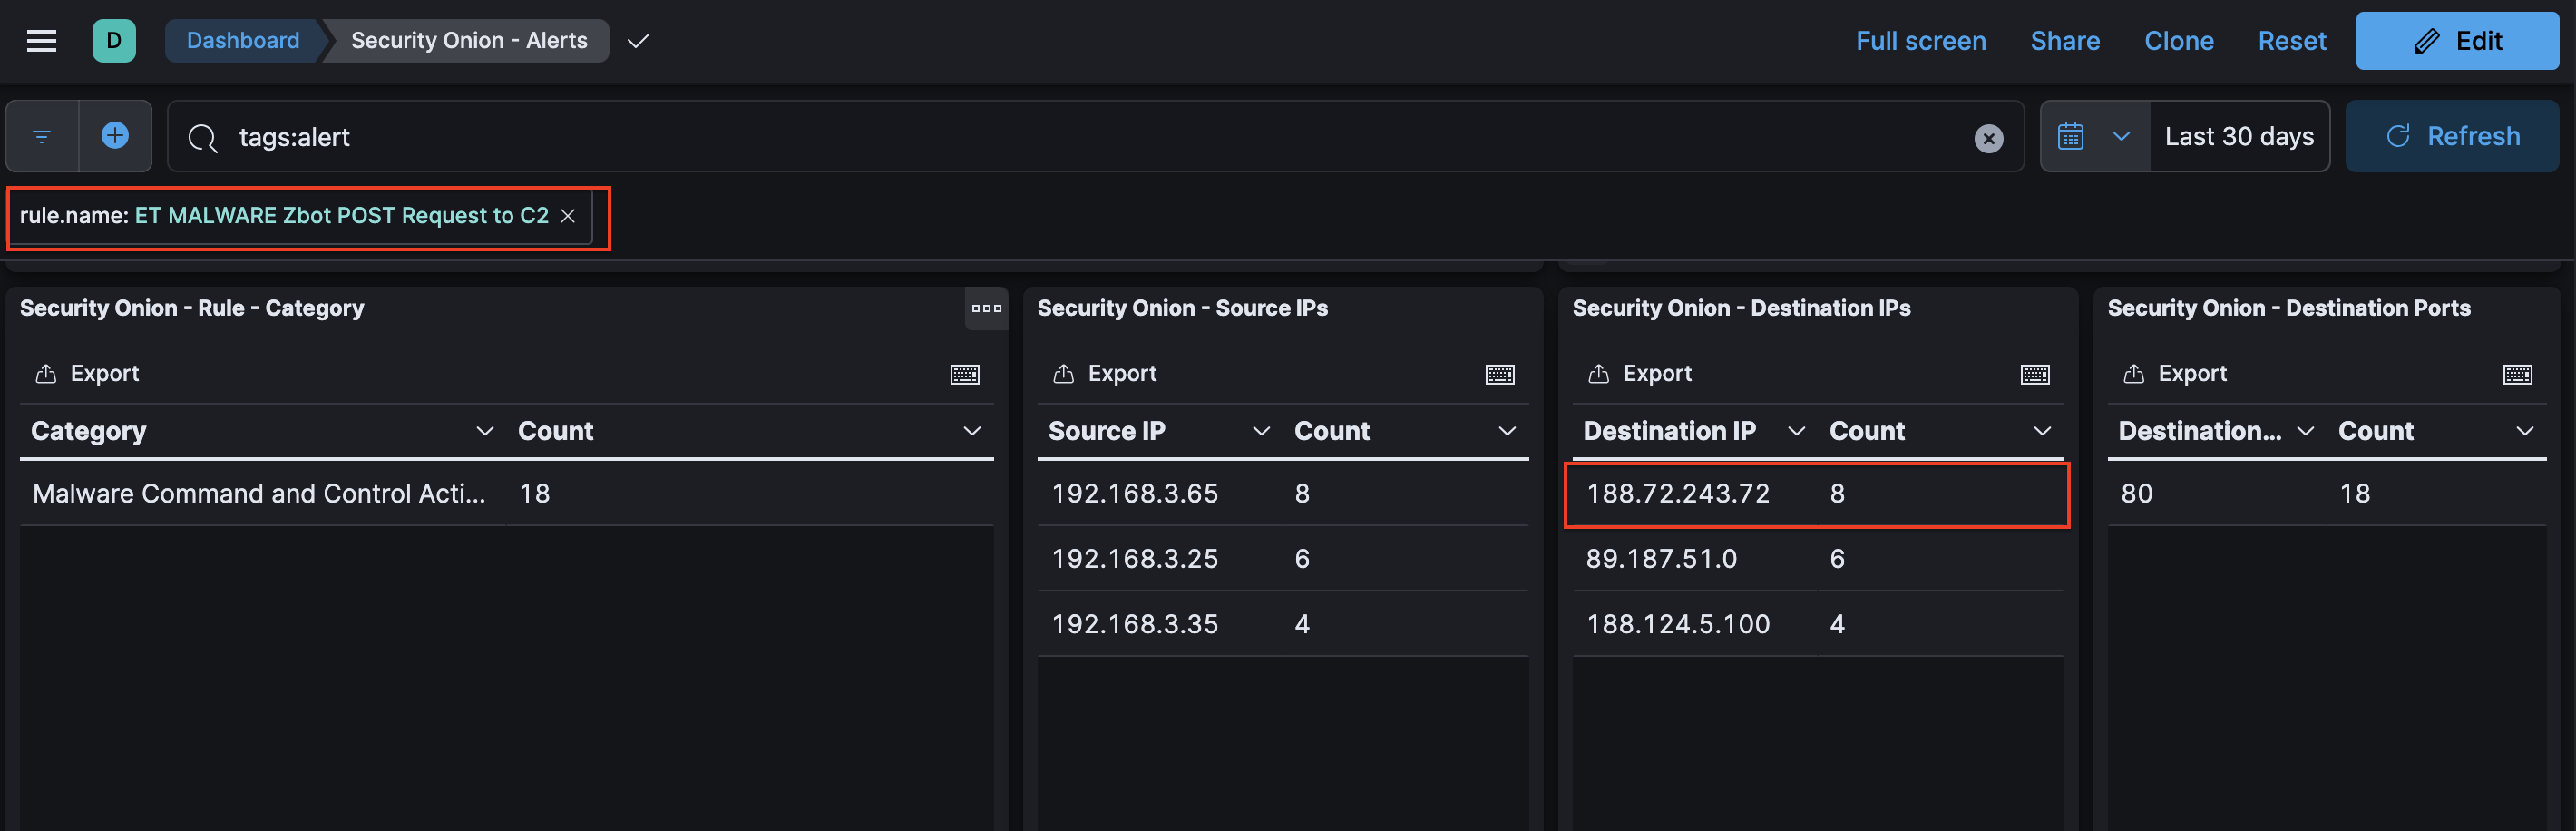 D Dashboard Security Onion - Alerts Full screen Share Clone Reset Edit
tags:alert Last 30 days Refresh
rule.name: ET MALWARE Zbot POST Request to C2
Security Onion - Rule - Category
Export
Category Count
Malware Command and Control Acti... 18
Security Onion - Source IPs
Export
Source IP Count
192.168.3.65 8
192.168.3.25 6
192.168.3.35 4
Security Onion - Destination IPs
Export
Destination IP Count
188.72.243.72 8
89.187.51.0 6
188.124.5.100 4
Security Onion - Destination Ports
Export
Destination... Count
80 18